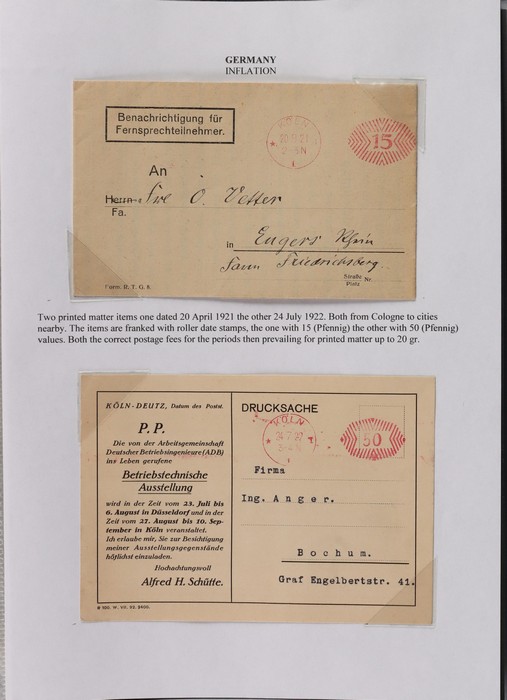 GERMANY
INFLATION
Benachrichtigung für
Fernsprechteilnehmer.
KÖLN
15
An
Herrn
O. Vetter
Fa.
in Engers Rhein
Friedrichsberg
Straße Nr.
Platz
Form. B. T. G. 8.
Two printed matter items one dated 20 April 1921 the other 24 July 1922. Both from Cologne to cities
nearby. The items are franked with roller date stamps, the one with 15 (Pfennig) the other with 50 (Pfennig)
values. Both the correct postage fees for the periods then prevailing for printed matter up to 20 gr.
KÖLN-DEUTZ, Datum des Postst.
P. P.
Die von der Arbeitsgemeinschaft
Deutscher Betriebsingenieure (ADB)
ins Leben gerufene
Betriebstechnische
Ausstellung
wird in der Zeit vom 23. Juli bis
6. August in Düsseldorf und in der
Zeit vom 27. August bis 10. Sep-
tember in Köln veranstaltet.
Ich erlaube mir, Sie zur Besichtigung
meiner Ausstellungsgegenstände
höflichst einzuladen.
Hochachtungsvoll
Alfred H. Schütte.
DRUCKSACHE
KÖLN
50
Firma
Ing. Anger.
Bochum.
Graf Engelbertstr. 41.